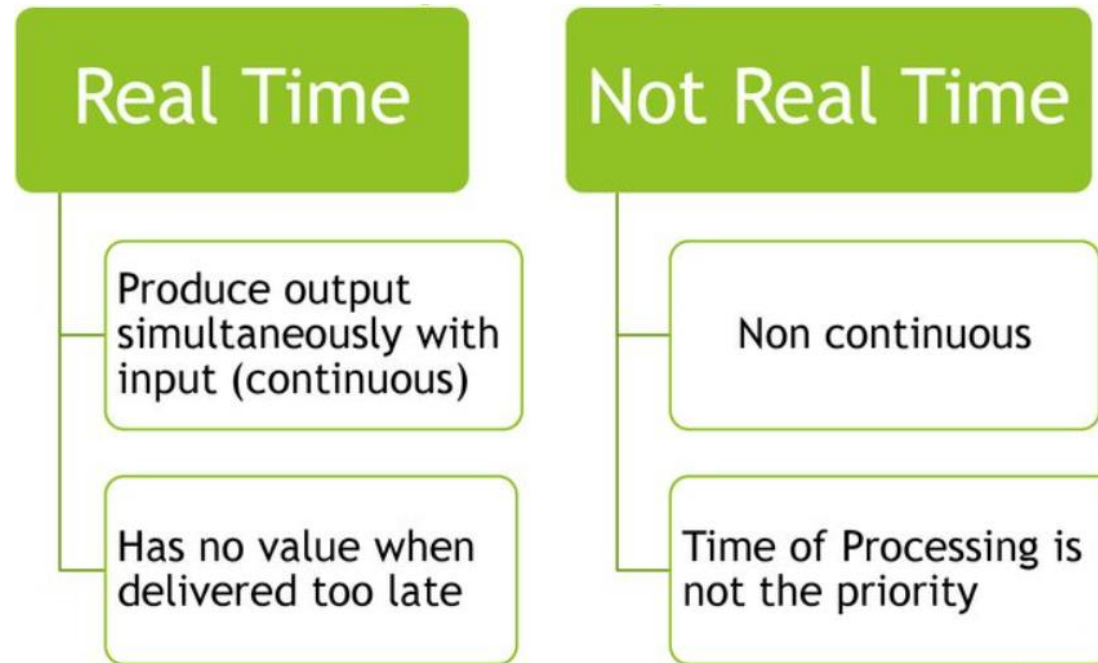 Real Time
Produce output
simultaneously with
input (continuous)
Has no value when
delivered too late
Not Real Time
Non continuous
Time of Processing is
not the priority